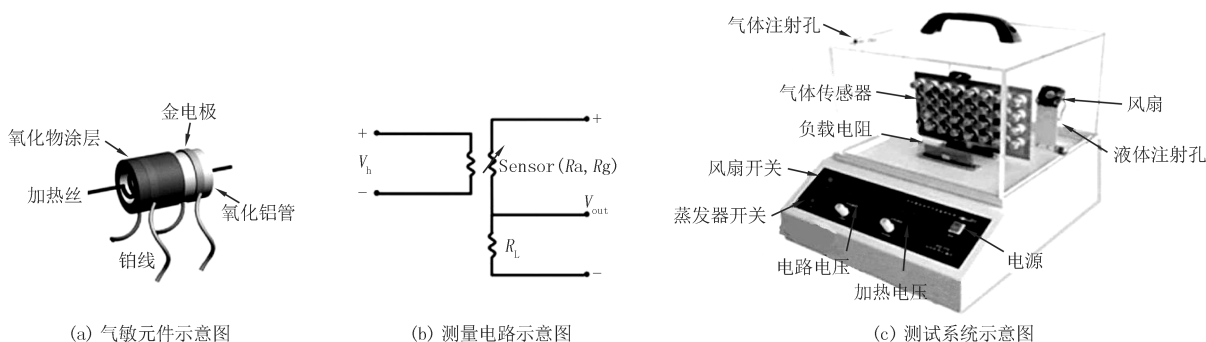 金电极
氧化物涂层
加热丝
氧化铝管
铂线
(a) 气敏元件示意图
+
+
Vh
Sensor(Ra,Rg)
−
Vout
RL
−
(b) 测量电路示意图
气体注射孔
气体传感器
风扇
负载电阻
液体注射孔
风扇开关
蒸发器开关
电路电压
电源
加热电压
(c) 测试系统示意图